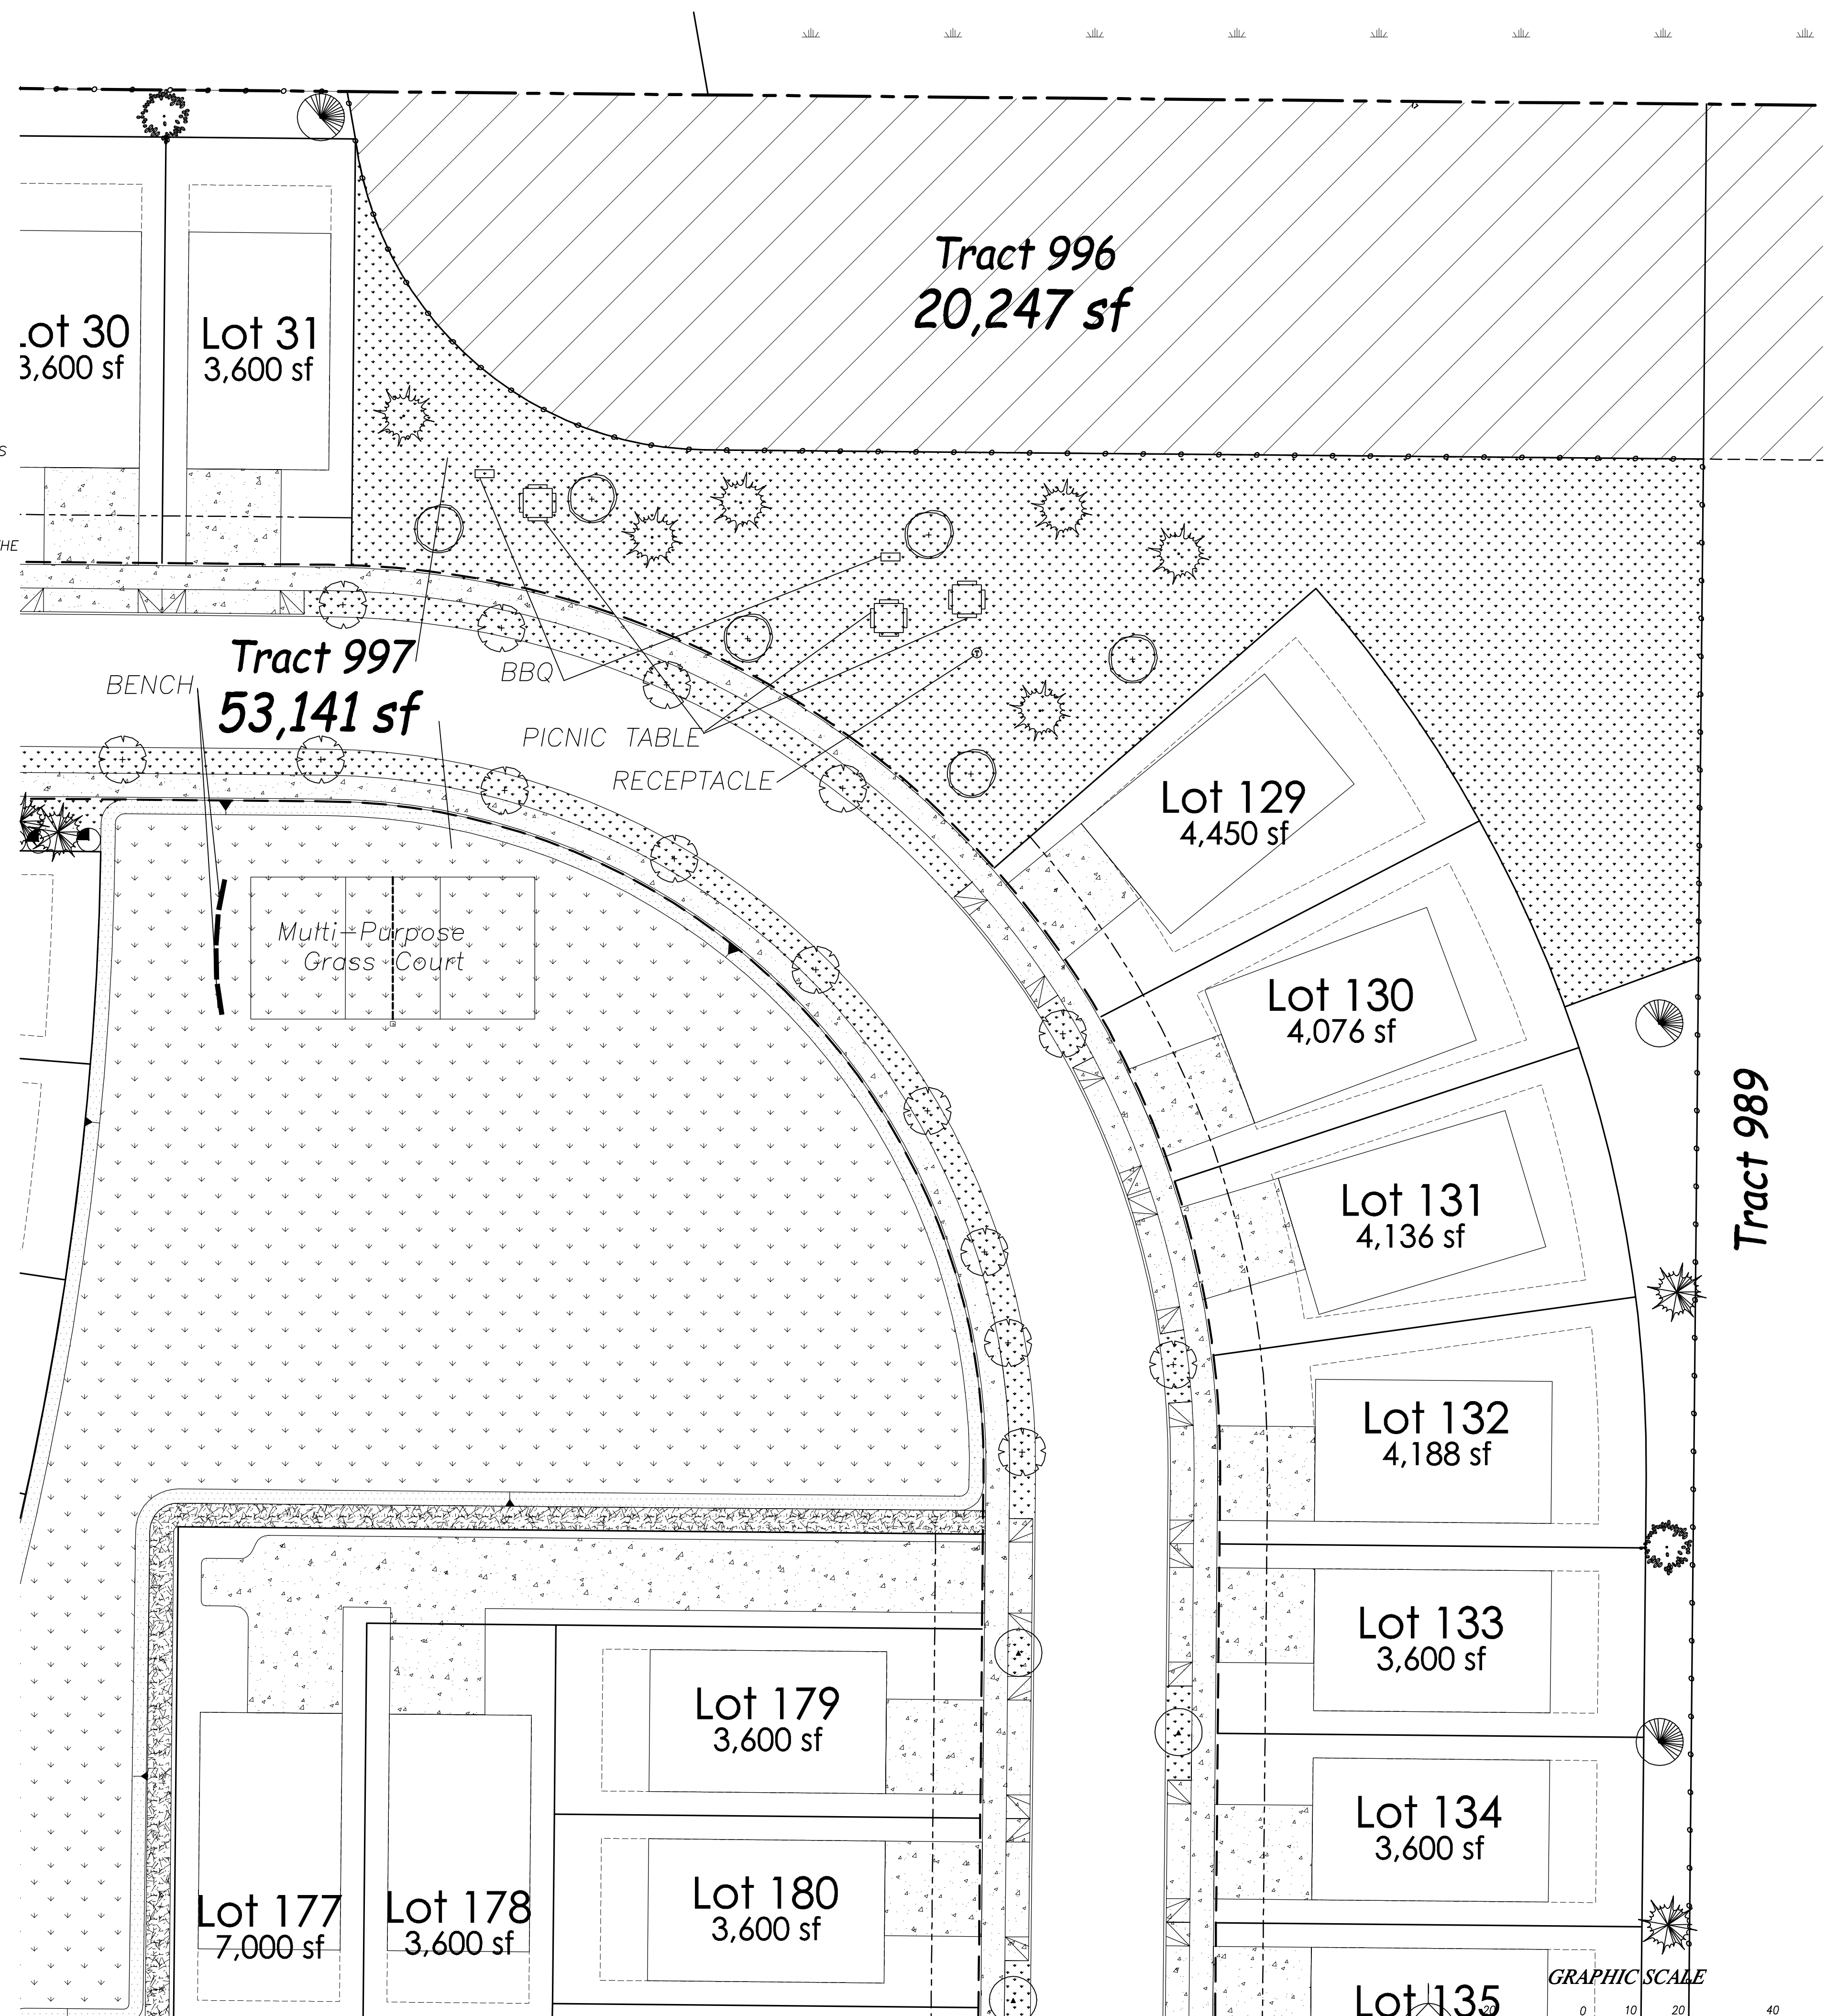 Tract 996
20,247 sf
Lot 30
3,600 sf
Lot 31
3,600 sf
S
HE
Tract 997
53,141 sf
BENCH
BBQ
PICNIC TABLE
RECEPTACLE
Multi-Purpose
Grass Court
Lot 129
4,450 sf
Lot 130
4,076 sf
Lot 131
4,136 sf
Tract 989
Lot 132
4,188 sf
Lot 133
3,600 sf
Lot 134
3,600 sf
Lot 135
Lot 179
3,600 sf
Lot 180
3,600 sf
Lot 177
7,000 sf
Lot 178
3,600 sf
GRAPHIC SCALE
20 0 10 20 40